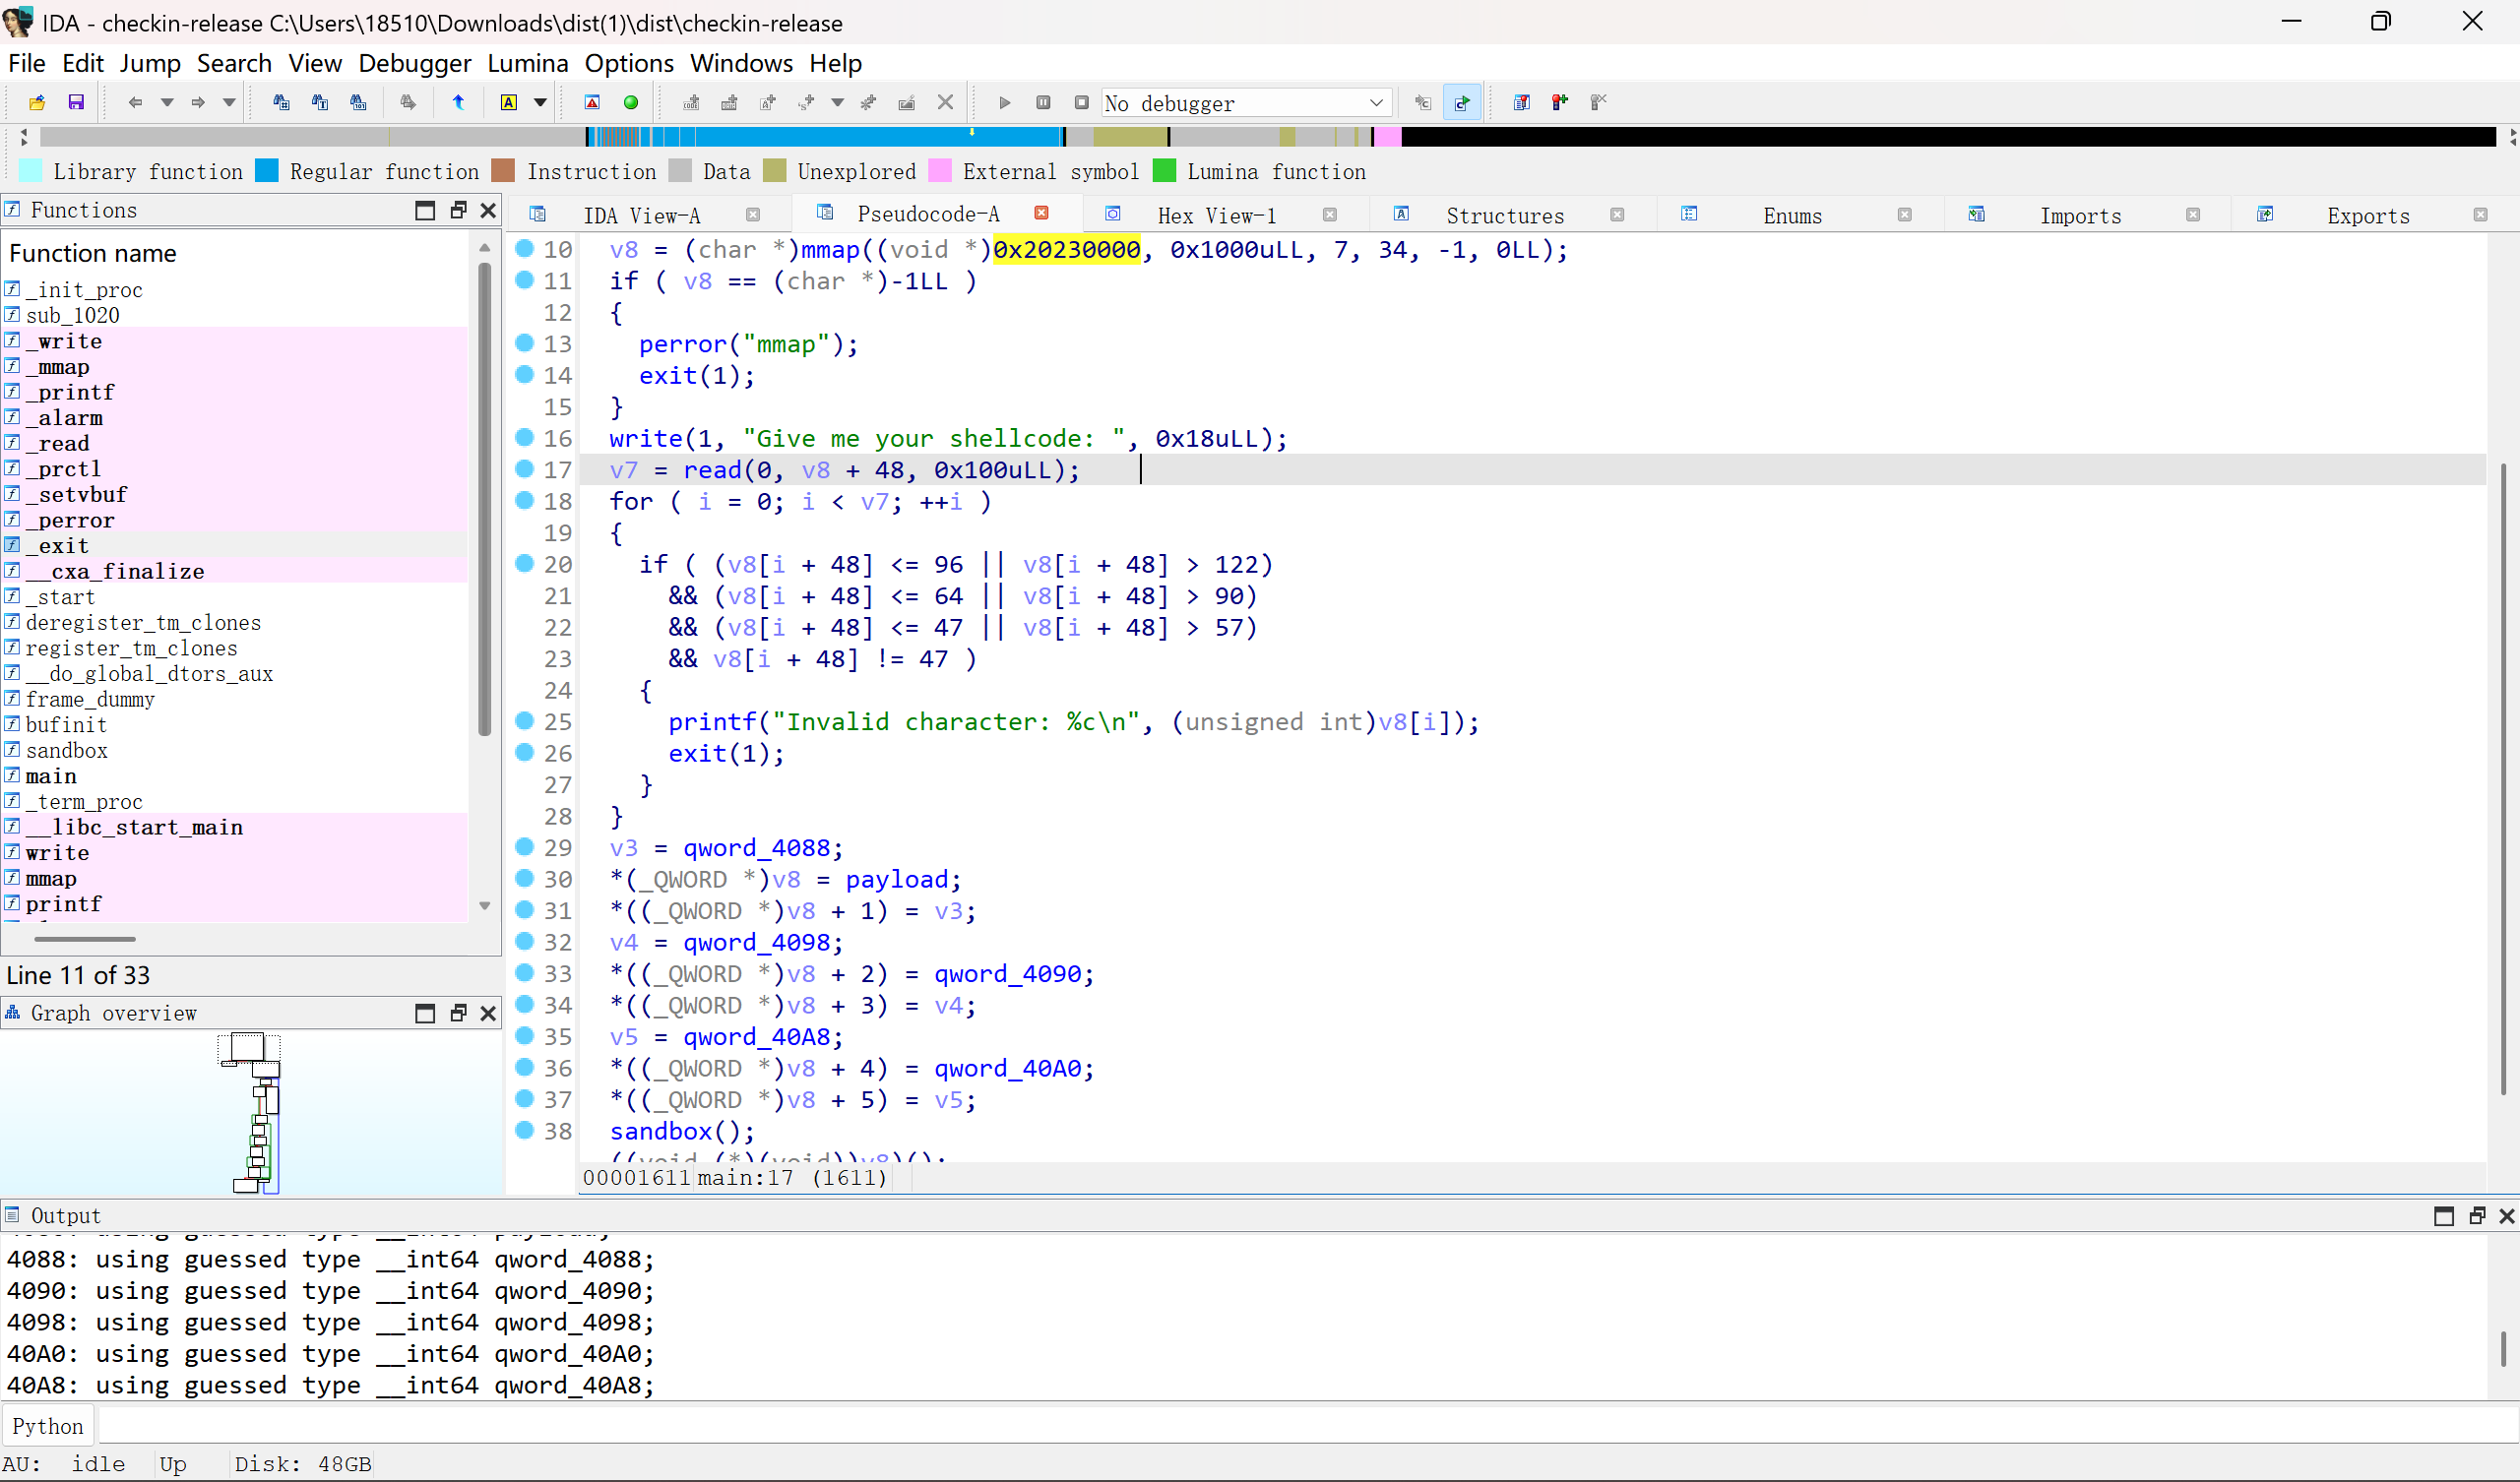 IDA - checkin-release C:\Users\18510\Downloads\dist(1)\dist\checkin-release
File Edit Jump Search View Debugger Lumina Options Windows Help
No debugger
Library function Regular function Instruction Data Unexplored External symbol Lumina function
Functions
Function name
_init_proc
sub_1020
_write
_mmap
_printf
_alarm
_read
_prctl
_setvbuf
_perror
_exit
__cxa_finalize
_start
deregister_tm_clones
register_tm_clones
__do_global_dtors_aux
frame_dummy
bufinit
sandbox
main
_term_proc
__libc_start_main
write
mmap
printf
Line 11 of 33
Graph overview
IDA View-A Pseudocode-A Hex View-1 Structures Enums Imports Exports
10 v8 = (char *)mmap((void *)0x20230000, 0x1000uLL, 7, 34, -1, 0LL);
11 if ( v8 == (char *)-1LL )
12 {
13 perror("mmap");
14 exit(1);
15 }
16 write(1, "Give me your shellcode: ", 0x18uLL);
17 v7 = read(0, v8 + 48, 0x100uLL);
18 for ( i = 0; i < v7; ++i )
19 {
20 if ( (v8[i + 48] <= 96 || v8[i + 48] > 122)
21 && (v8[i + 48] <= 64 || v8[i + 48] > 90)
22 && (v8[i + 48] <= 47 || v8[i + 48] > 57)
23 && v8[i + 48] != 47 )
24 {
25 printf("Invalid character: %c\n", (unsigned int)v8[i]);
26 exit(1);
27 }
28 }
29 v3 = qword_4088;
30 *(_QWORD *)v8 = payload;
31 *((_QWORD *)v8 + 1) = v3;
32 v4 = qword_4098;
33 *((_QWORD *)v8 + 2) = qword_4090;
34 *((_QWORD *)v8 + 3) = v4;
35 v5 = qword_40A8;
36 *((_QWORD *)v8 + 4) = qword_40A0;
37 *((_QWORD *)v8 + 5) = v5;
38 sandbox();
((void (*)(void))v8)();
00001611 main:17 (1611)
Output
4088: using guessed type __int64 qword_4088;
4090: using guessed type __int64 qword_4090;
4098: using guessed type __int64 qword_4098;
40A0: using guessed type __int64 qword_40A0;
40A8: using guessed type __int64 qword_40A8;
Python
AU: idle Up Disk: 48GB